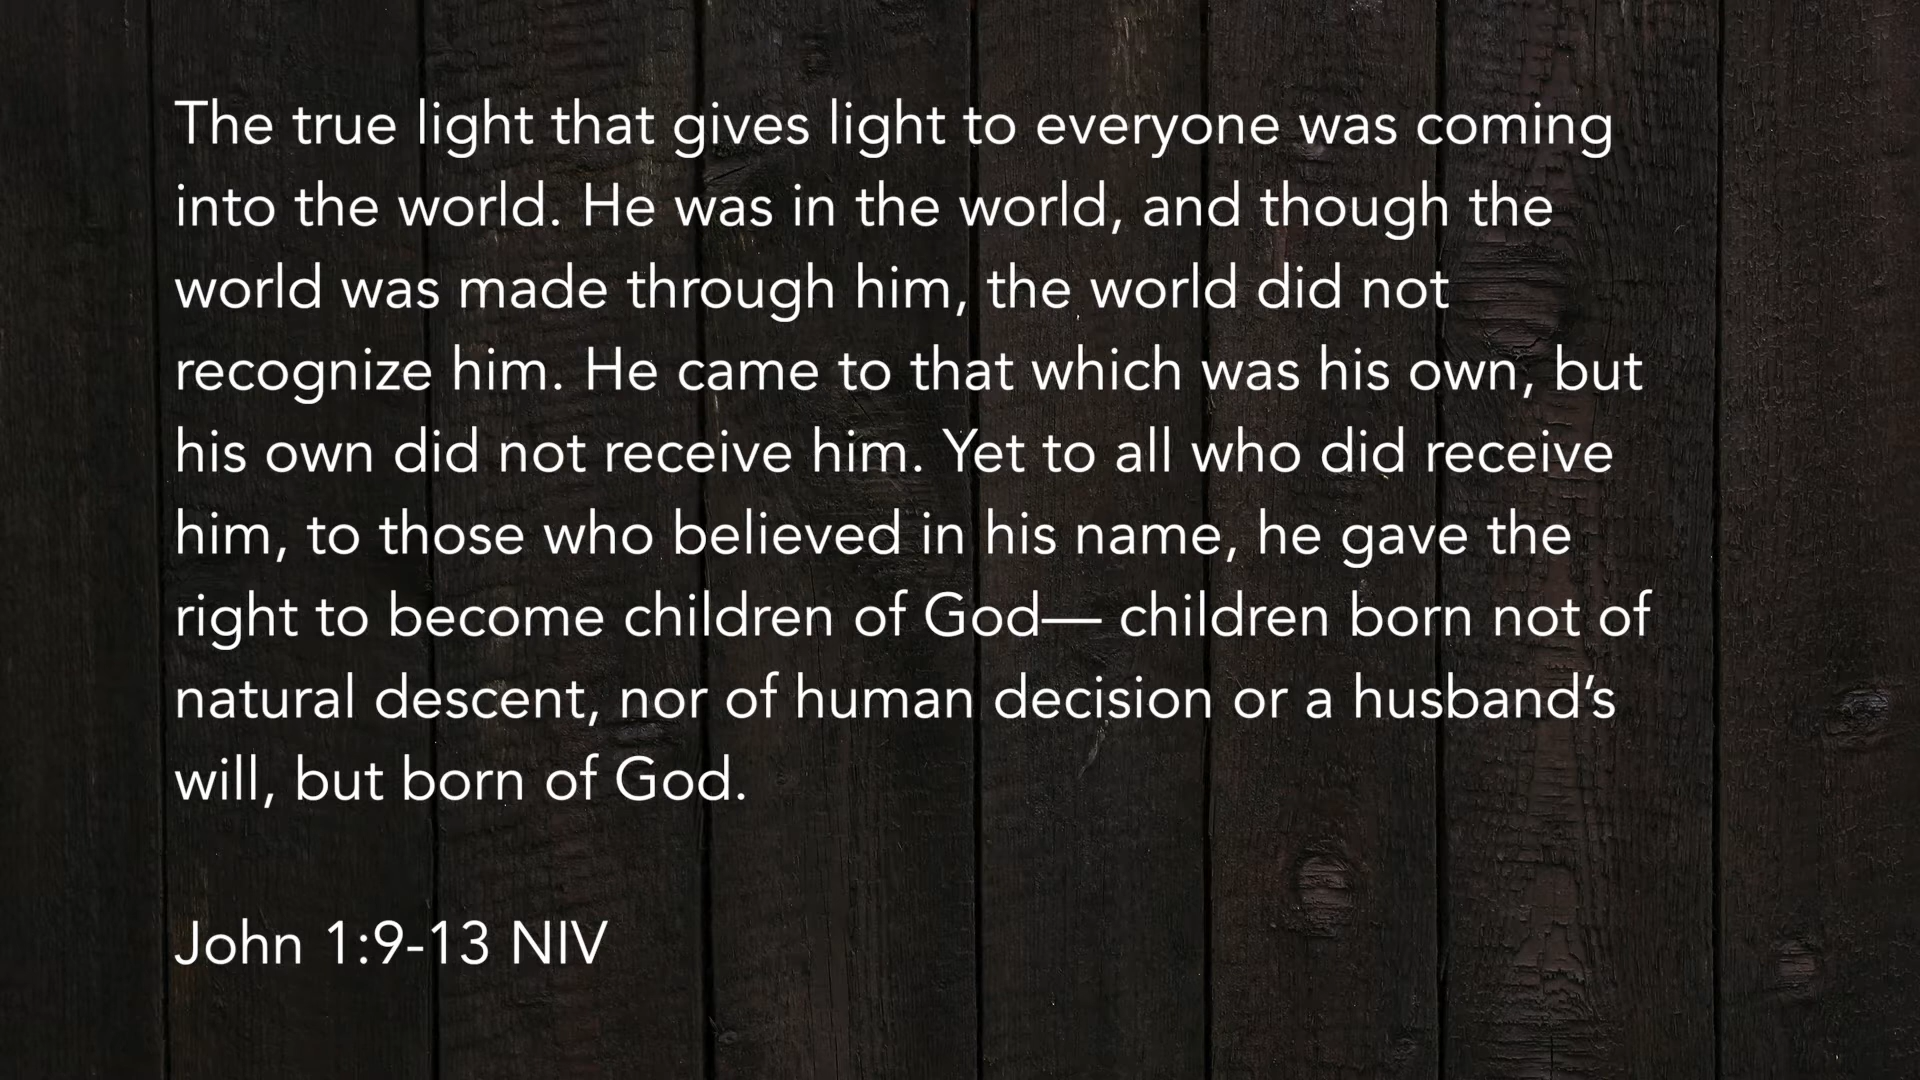 The true light that gives light to everyone was coming
into the world. He was in the world, and though the
world was made through him, the world did not
recognize him. He came to that which was his own, but
his own did not receive him. Yet to all who did receive
him, to those who believed in his name, he gave the
right to become children of God— children born not of
natural descent, nor of human decision or a husband’s
will, but born of God.
John 1:9-13 NIV